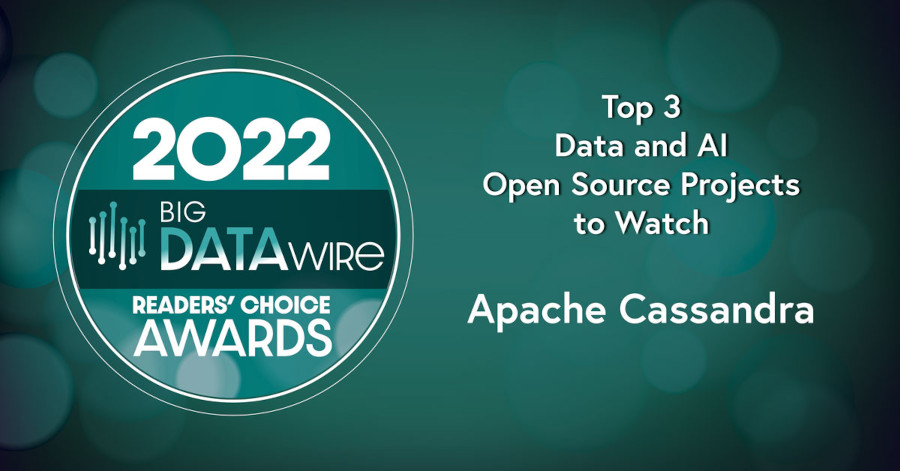 2022
BIG
DATAWIRE
READERS' CHOICE
AWARDS
Top 3
Data and AI
Open Source Projects
to Watch
Apache Cassandra